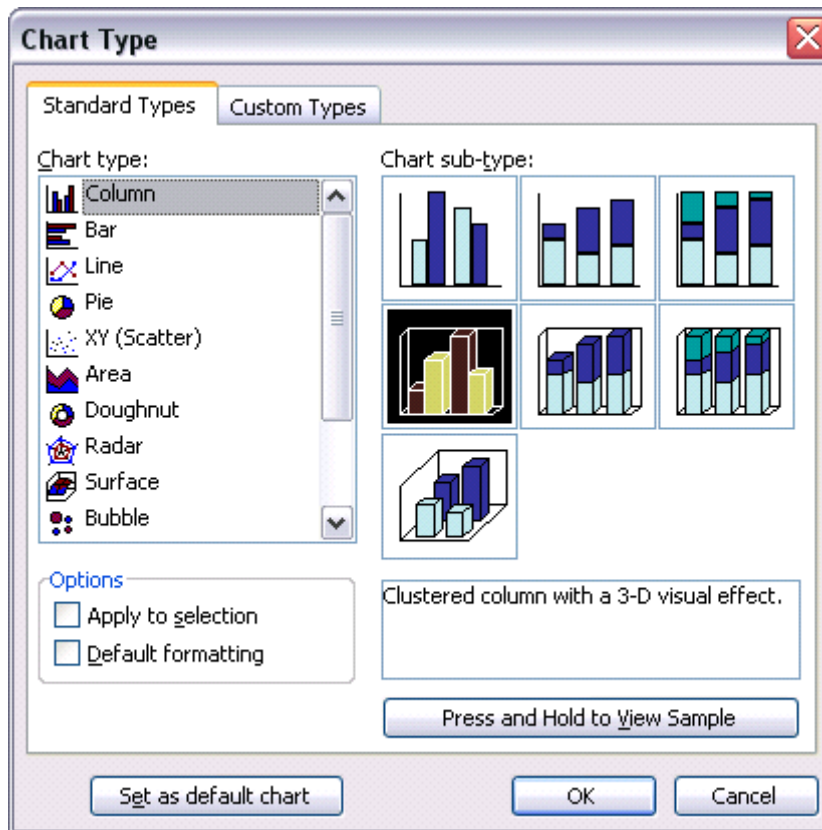 Chart Type
Standard Types
Custom Types
Chart type:
Column
Bar
Line
Pie
XY (Scatter)
Area
Doughnut
Radar
Surface
Bubble
Chart sub-type:
Options
Apply to selection
Default formatting
Clustered column with a 3-D visual effect.
Press and Hold to View Sample
Set as default chart
OK
Cancel